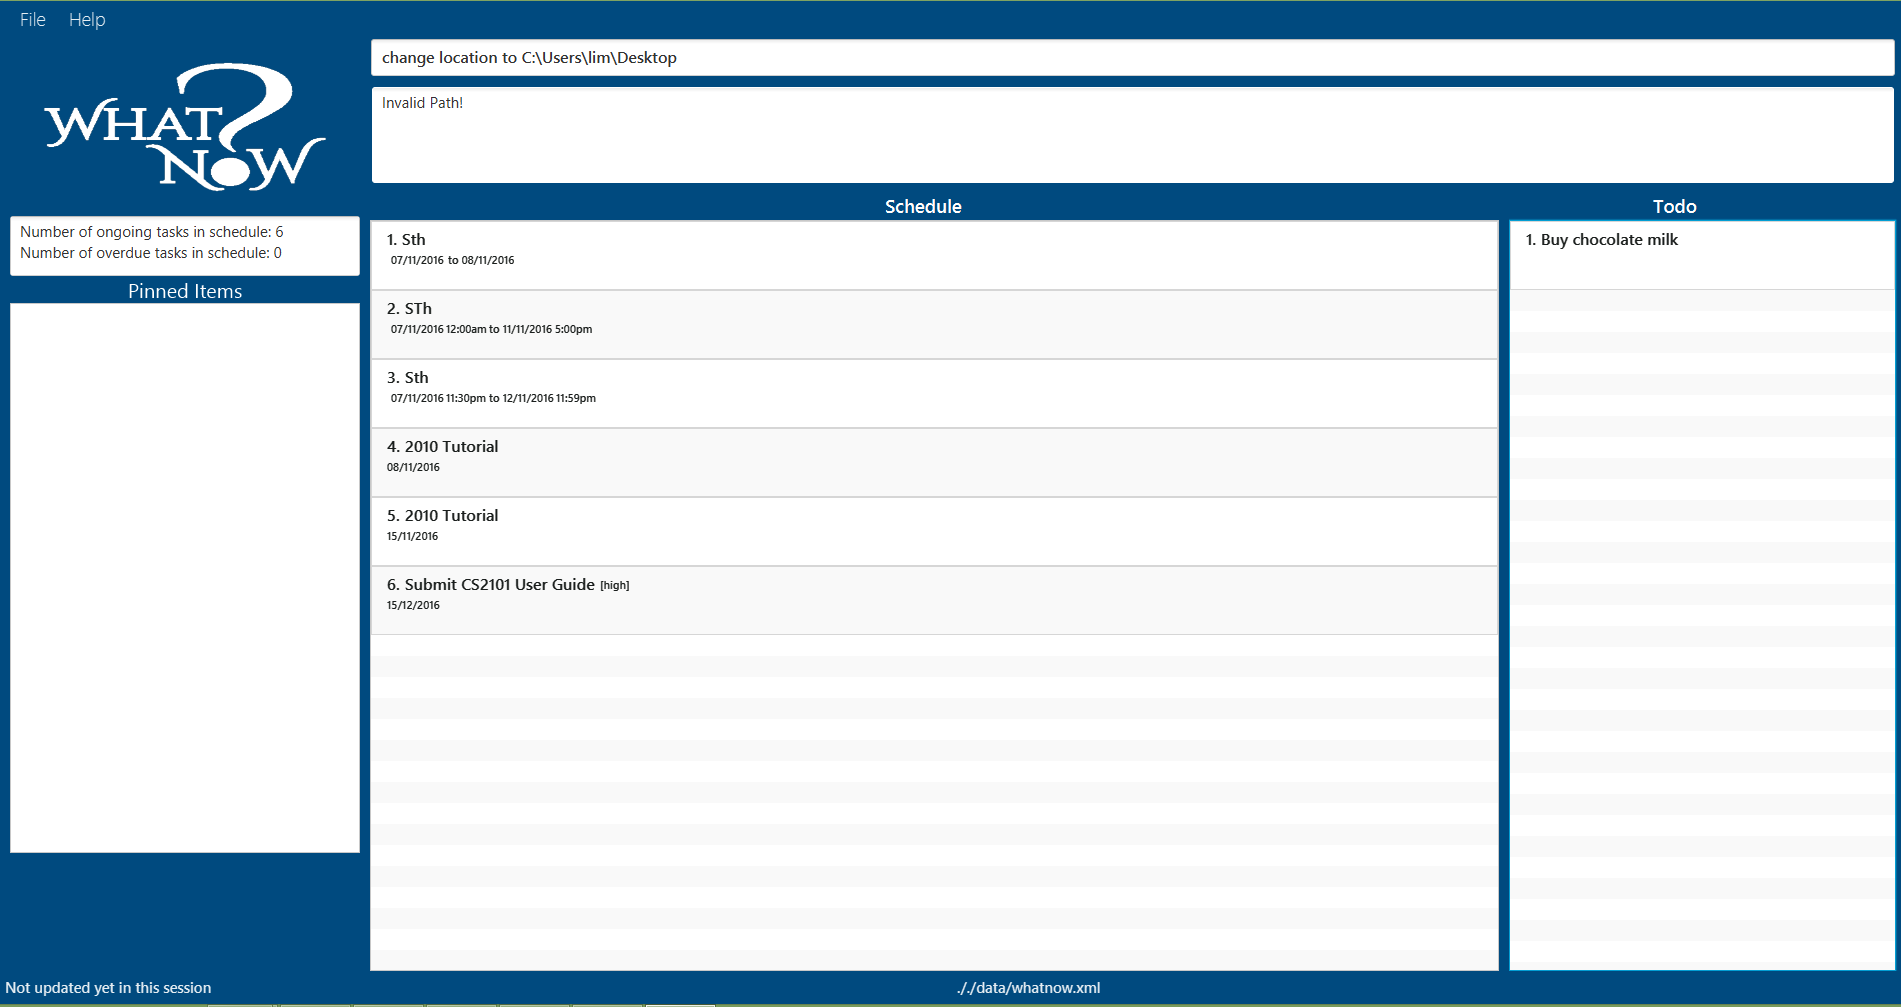 File Help
WHAT NOW?
change location to C:\Users\lim\Desktop
Invalid Path!
Number of ongoing tasks in schedule: 6
Number of overdue tasks in schedule: 0
Pinned Items
Schedule
1. Sth
07/11/2016 to 08/11/2016
2. STh
07/11/2016 12:00am to 11/11/2016 5:00pm
3. Sth
07/11/2016 11:30pm to 12/11/2016 11:59pm
4. 2010 Tutorial
08/11/2016
5. 2010 Tutorial
15/11/2016
6. Submit CS2101 User Guide [high]
15/12/2016
Todo
1. Buy chocolate milk
Not updated yet in this session
././data/whatnow.xml